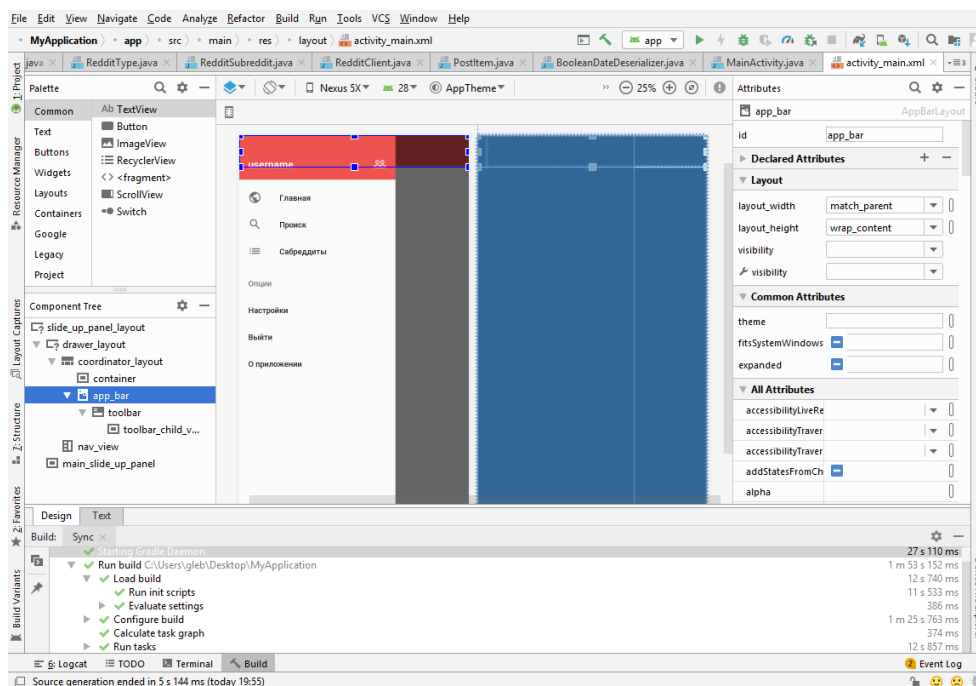 File Edit View Navigate Code Analyze Refactor Build Run Tools VCS Window Help
MyApplication app src main res layout activity_main.xml
app
java RedditType.java RedditSubreddit.java RedditClient.java PostItem.java BooleanDateDeserializer.java MainActivity.java activity_main.xml
1: Project
Resource Manager
Layout Captures
Z: Structure
2: Favorites
Build Variants
Palette
Common
Text
Buttons
Widgets
Layouts
Containers
Google
Legacy
Project
Ab TextView
Button
ImageView
RecyclerView
<> <fragment>
ScrollView
Switch
Nexus 5X 28 AppTheme
25%
username
Главная
Поиск
Сабреддиты
Опции
Настройки
Выйти
О приложении
Component Tree
slide_up_panel_layout
drawer_layout
coordinator_layout
container
app_bar
toolbar
toolbar_child_v...
nav_view
main_slide_up_panel
Design Text
Attributes
app_bar AppBarLayout
id app_bar
Declared Attributes
Layout
layout_width match_parent
layout_height wrap_content
visibility
visibility
Common Attributes
theme
fitsSystemWindows
expanded
All Attributes
accessibilityLiveRe
accessibilityTraver
accessibilityTraver
addStatesFromCh
alpha
Build: Sync
Starting Gradle Daemon 27 s 110 ms
Run build C:\Users\gleb\Desktop\MyApplication 1 m 53 s 152 ms
Load build 12 s 740 ms
Run init scripts 11 s 533 ms
Evaluate settings 386 ms
Configure build 1 m 25 s 763 ms
Calculate task graph 374 ms
Run tasks 12 s 857 ms
6: Logcat TODO Terminal Build 2 Event Log
Source generation ended in 5 s 144 ms (today 19:55)